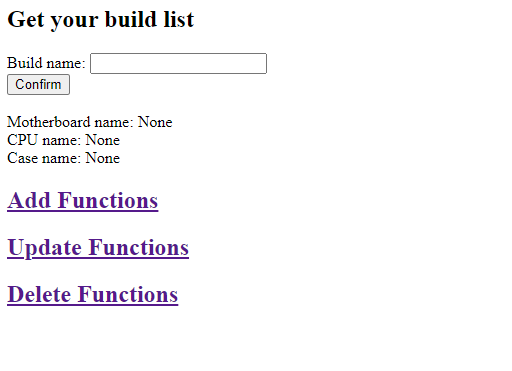 Get your build list
Build name:
Confirm
Motherboard name: None
CPU name: None
Case name: None
Add Functions
Update Functions
Delete Functions